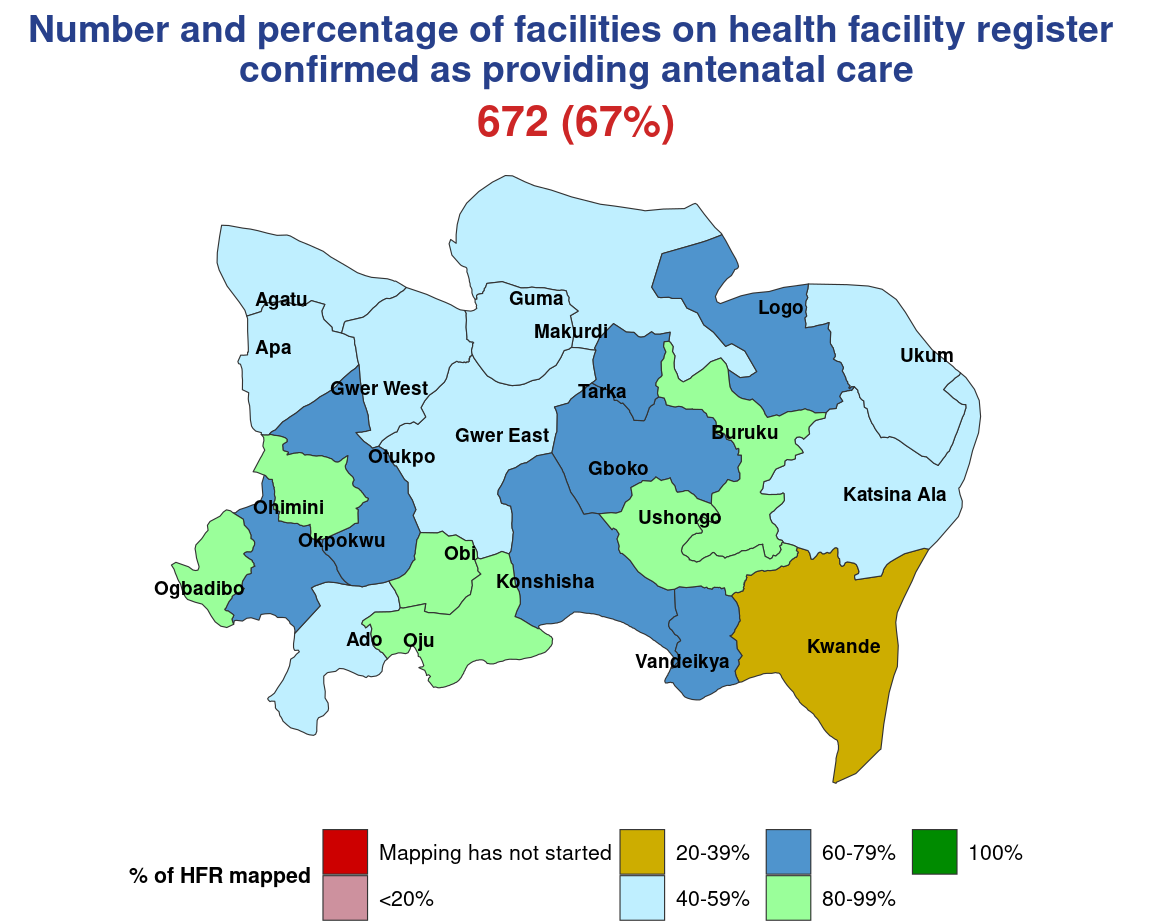 Number and percentage of facilities on health facility register
confirmed as providing antenatal care
672 (67%)
Agatu
Guma
Logo
Makurdi
Apa
Ukum
Gwer West
Tarka
Buruku
Gwer East
Otukpo
Gboko
Katsina Ala
Ohimini
Ushongo
Okpokwu
Obi
Konshisha
Ogbadibo
Ado
Oju
Kwande
Vandeikya
% of HFR mapped
Mapping has not started
<20%
20-39%
40-59%
60-79%
80-99%
100%